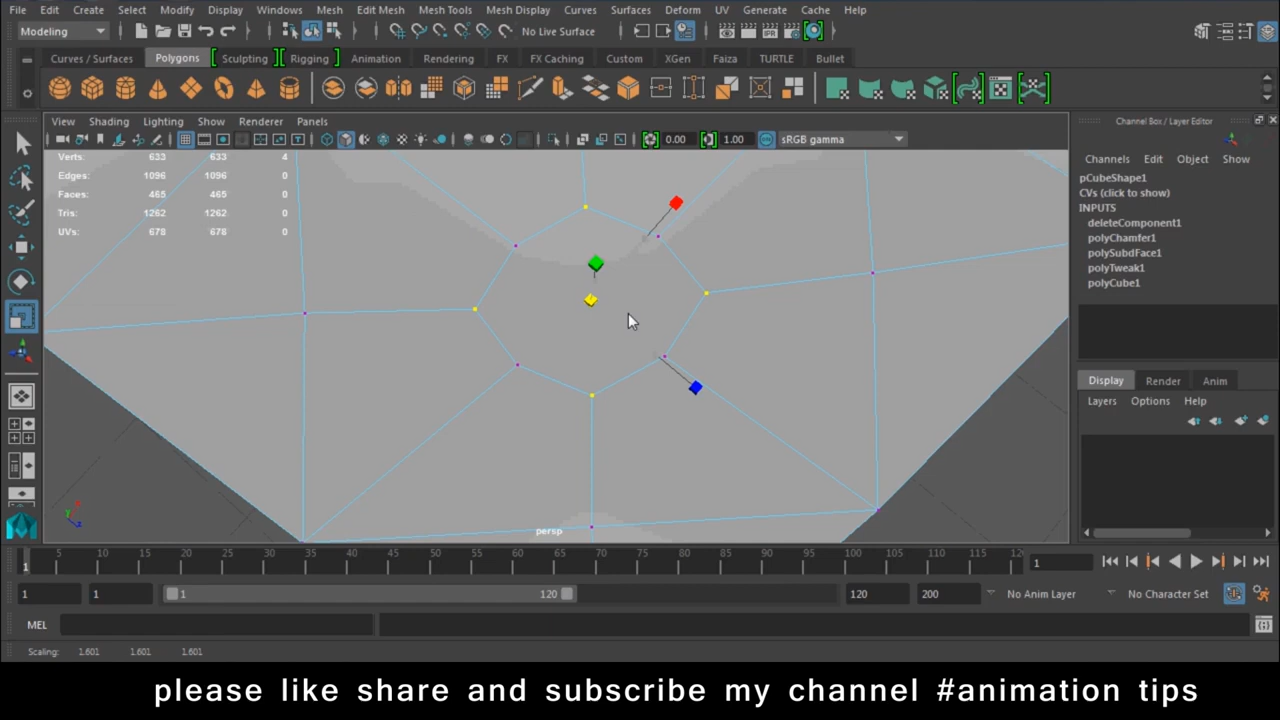 File Edit Create Select Modify Display Windows Mesh Edit Mesh Mesh Tools Mesh Display Curves Surfaces Deform UV Generate Cache Help
Modeling No Live Surface
Curves / Surfaces Polygons Sculpting Rigging Animation Rendering FX FX Caching Custom XGen Faiza TURTLE Bullet
View Shading Lighting Show Renderer Panels
Channel Box / Layer Editor
0.00 1.00 sRGB gamma
Channels Edit Object Show
Verts: 633 633 4
Edges: 1096 1096 0
Faces: 465 465 0
Tris: 1262 1262 0
UVs: 678 678 0
pCubeShape1
CVs (click to show)
INPUTS
deleteComponent1
polyChamfer1
polySubdFace1
polyTweak1
polyCube1
Display Render Anim
Layers Options Help
persp
5 10 15 20 25 30 35 40 45 50 55 60 65 70 75 80 85 90 95 100 105 110 115 12
1 1
1 1 1 120 120 200 No Anim Layer No Character Set
MEL
Scaling: 1.601 1.601 1.601
please like share and subscribe my channel #animation tips